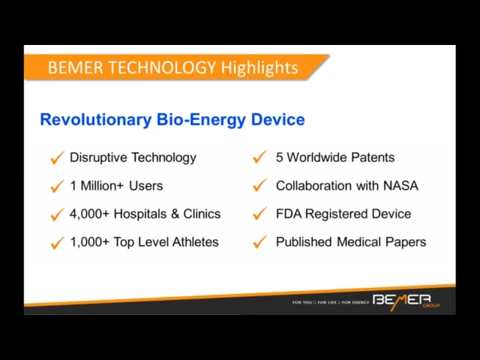 BEMER TECHNOLOGY Highlights
Revolutionary Bio-Energy Device
✓ Disruptive Technology
✓ 1 Million+ Users
✓ 4,000+ Hospitals & Clinics
✓ 1,000+ Top Level Athletes
✓ 5 Worldwide Patents
✓ Collaboration with NASA
✓ FDA Registered Device
✓ Published Medical Papers
FOR YOU :: FOR LIFE :: FOR ENERGY
BEMER
GROUP